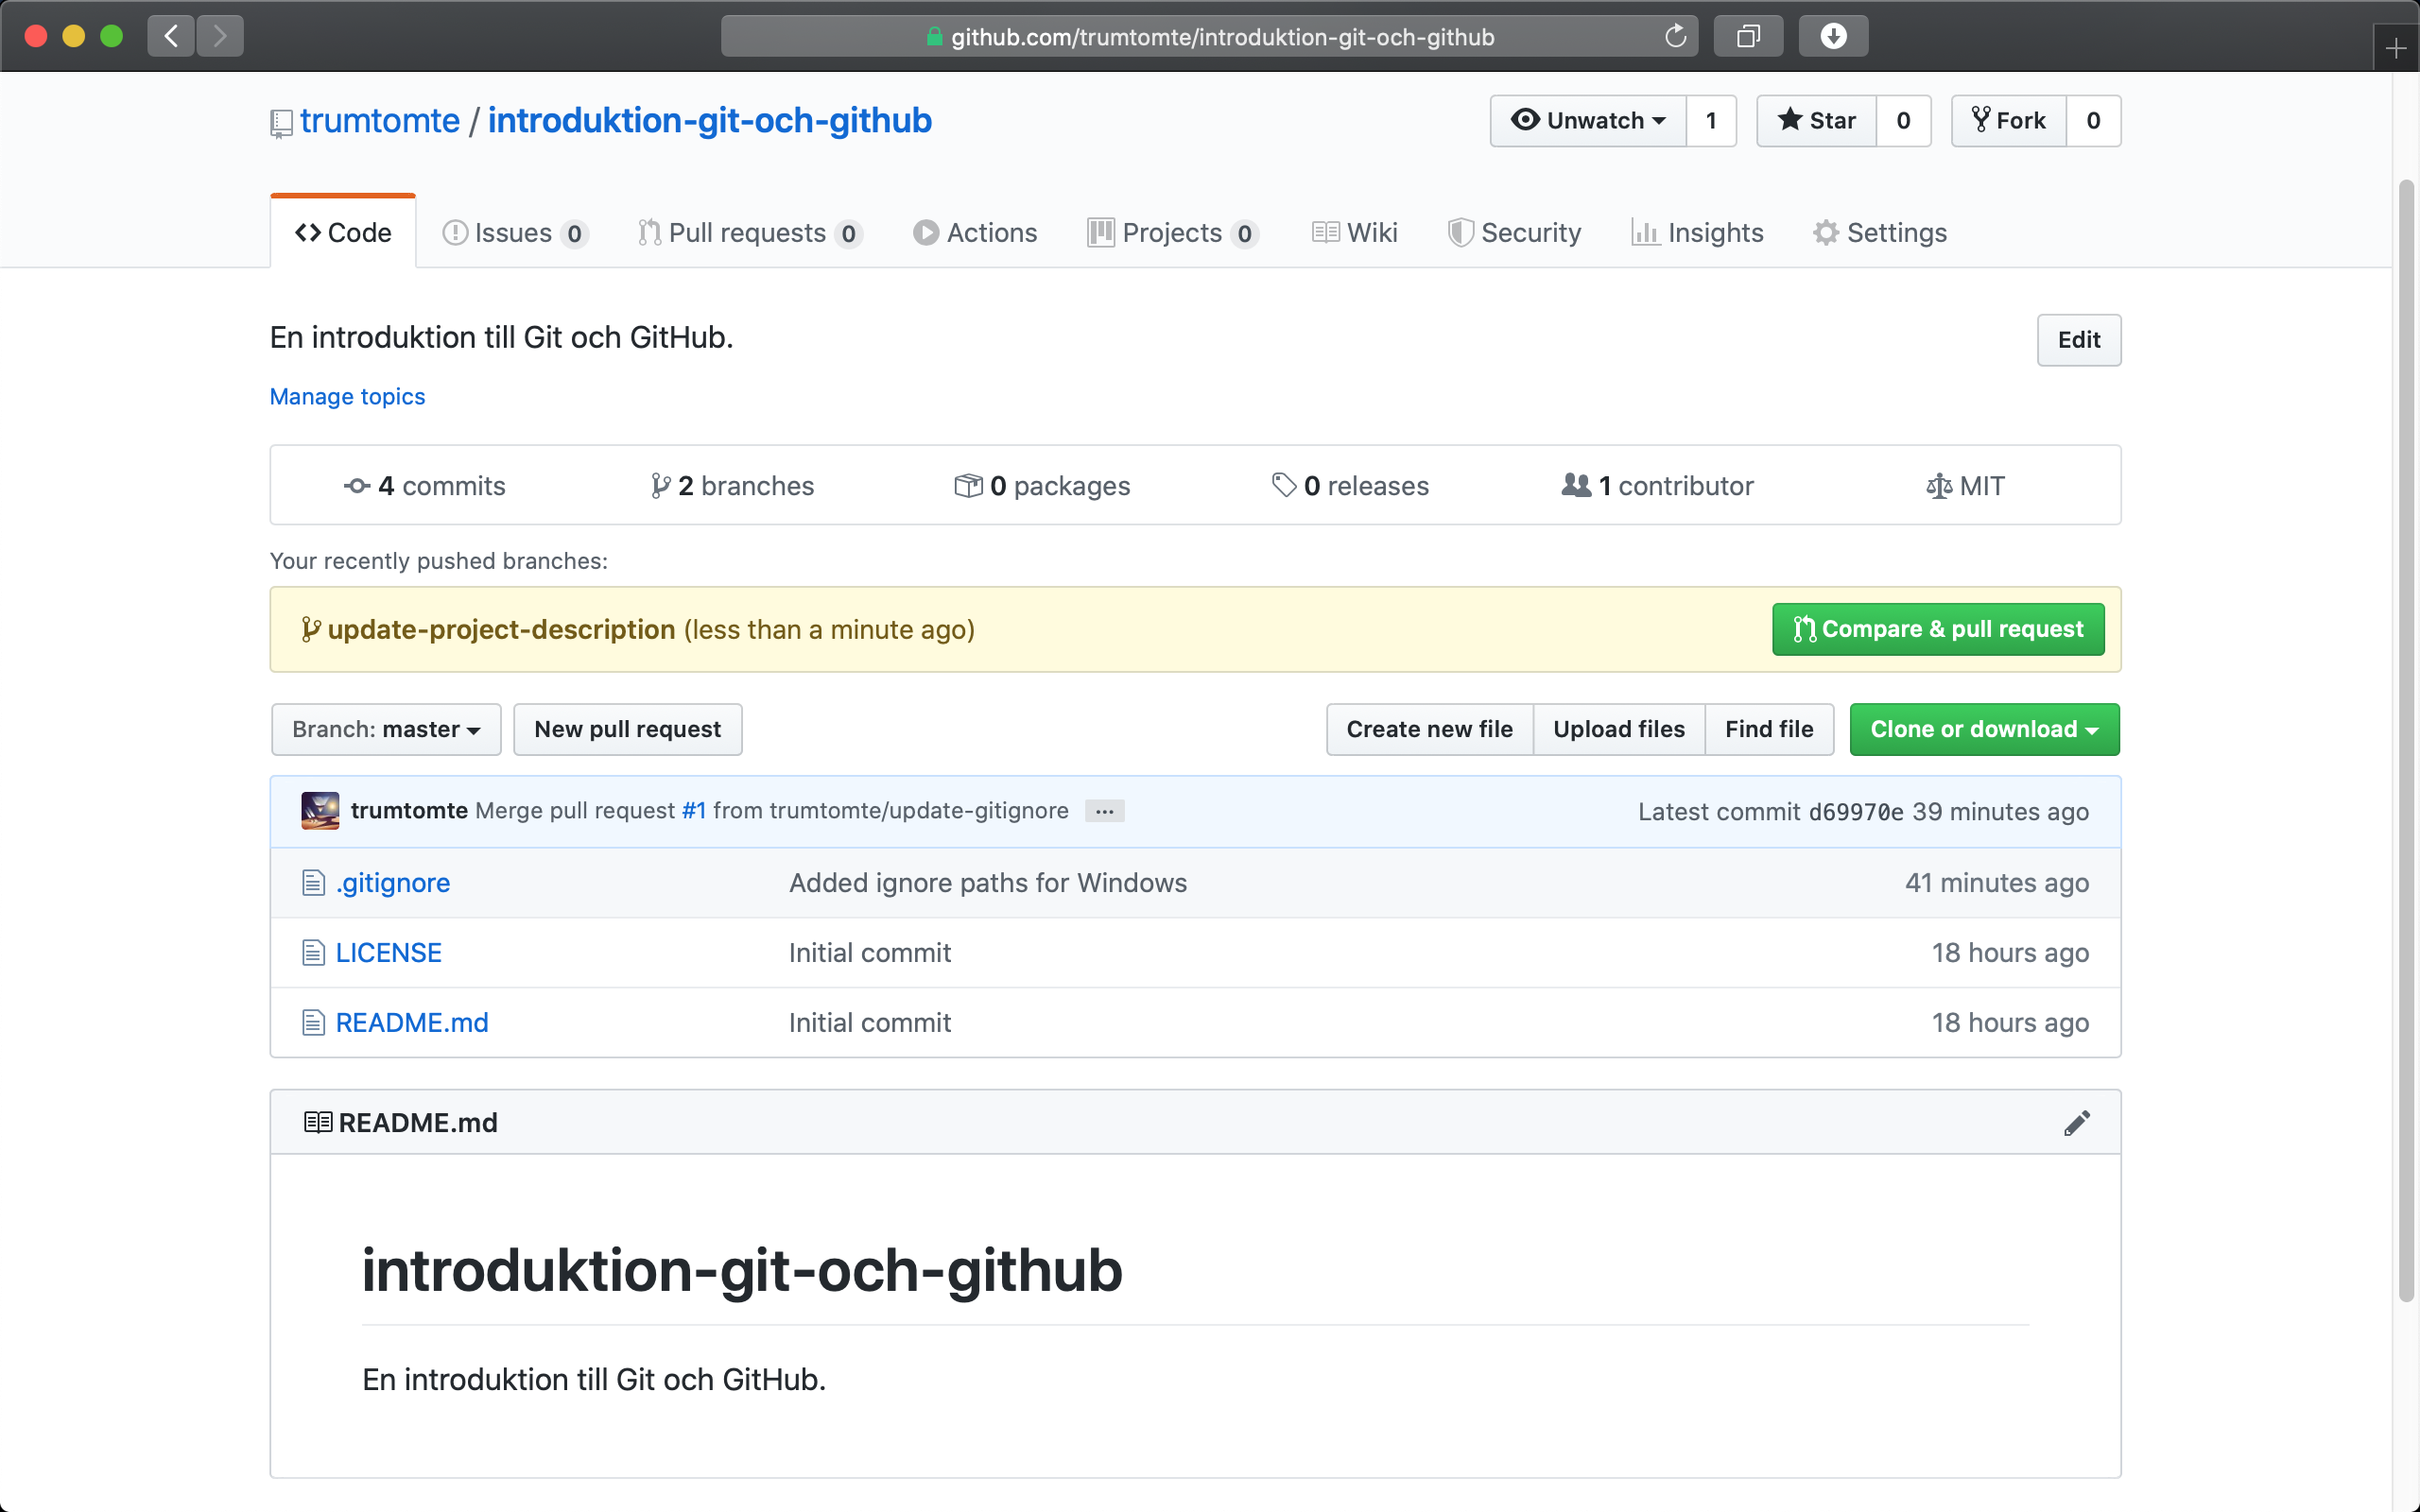 github.com/trumtomte/introduktion-git-och-github
trumtomte / introduktion-git-och-github
Unwatch 1 Star 0 Fork 0
Code Issues 0 Pull requests 0 Actions Projects 0 Wiki Security Insights Settings
En introduktion till Git och GitHub. Edit
Manage topics
4 commits 2 branches 0 packages 0 releases 1 contributor MIT
Your recently pushed branches:
update-project-description (less than a minute ago) Compare & pull request
Branch: master New pull request Create new file Upload files Find file Clone or download
trumtomte Merge pull request #1 from trumtomte/update-gitignore ... Latest commit d69970e 39 minutes ago
.gitignore Added ignore paths for Windows 41 minutes ago
LICENSE Initial commit 18 hours ago
README.md Initial commit 18 hours ago
README.md
introduktion-git-och-github
En introduktion till Git och GitHub.